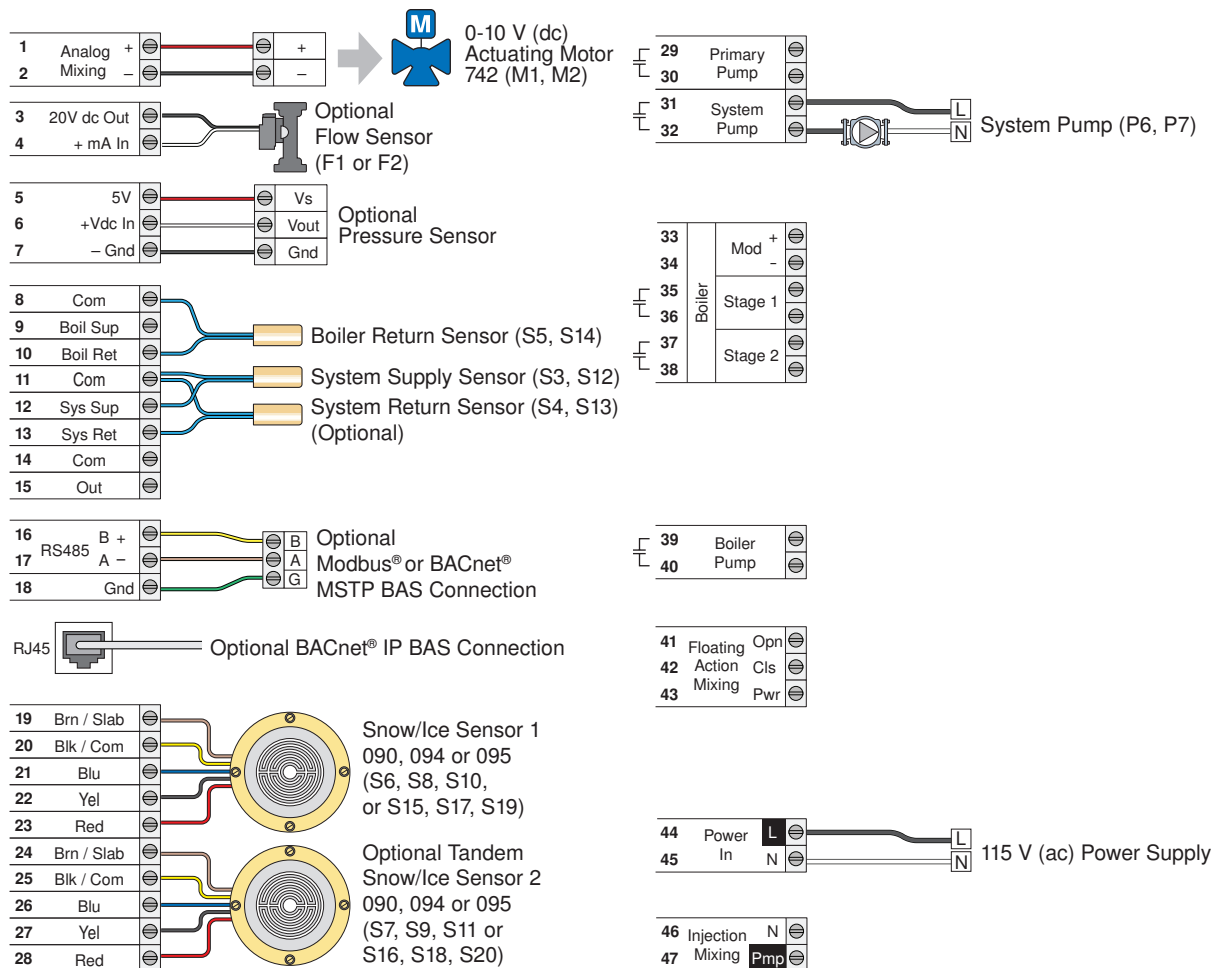 1 Analog Mixing +
2 –
+
–
M
0-10 V (dc)
Actuating Motor
742 (M1, M2)
3 20V dc Out
4 + mA In
Optional
Flow Sensor
(F1 or F2)
5 5V
6 +Vdc In
7 – Gnd
Vs
Vout
Gnd
Optional
Pressure Sensor
8 Com
9 Boil Sup
10 Boil Ret
11 Com
12 Sys Sup
13 Sys Ret
14 Com
15 Out
Boiler Return Sensor (S5, S14)
System Supply Sensor (S3, S12)
System Return Sensor (S4, S13)
(Optional)
16 RS485 B +
17 A –
18 Gnd
B
A
G
Optional
Modbus® or BACnet®
MSTP BAS Connection
RJ45
Optional BACnet® IP BAS Connection
19 Brn / Slab
20 Blk / Com
21 Blu
22 Yel
23 Red
24 Brn / Slab
25 Blk / Com
26 Blu
27 Yel
28 Red
Snow/Ice Sensor 1
090, 094 or 095
(S6, S8, S10,
or S15, S17, S19)
Optional Tandem
Snow/Ice Sensor 2
090, 094 or 095
(S7, S9, S11 or
S16, S18, S20)
29 Primary
30 Pump
31 System
32 Pump
L
N
System Pump (P6, P7)
Boiler
33 Mod +
34 -
35 Stage 1
36
37 Stage 2
38
39 Boiler
40 Pump
41 Floating Action Mixing Opn
42 Cls
43 Pwr
44 Power In L
45 N
L
N
115 V (ac) Power Supply
46 Injection N
47 Mixing Pmp